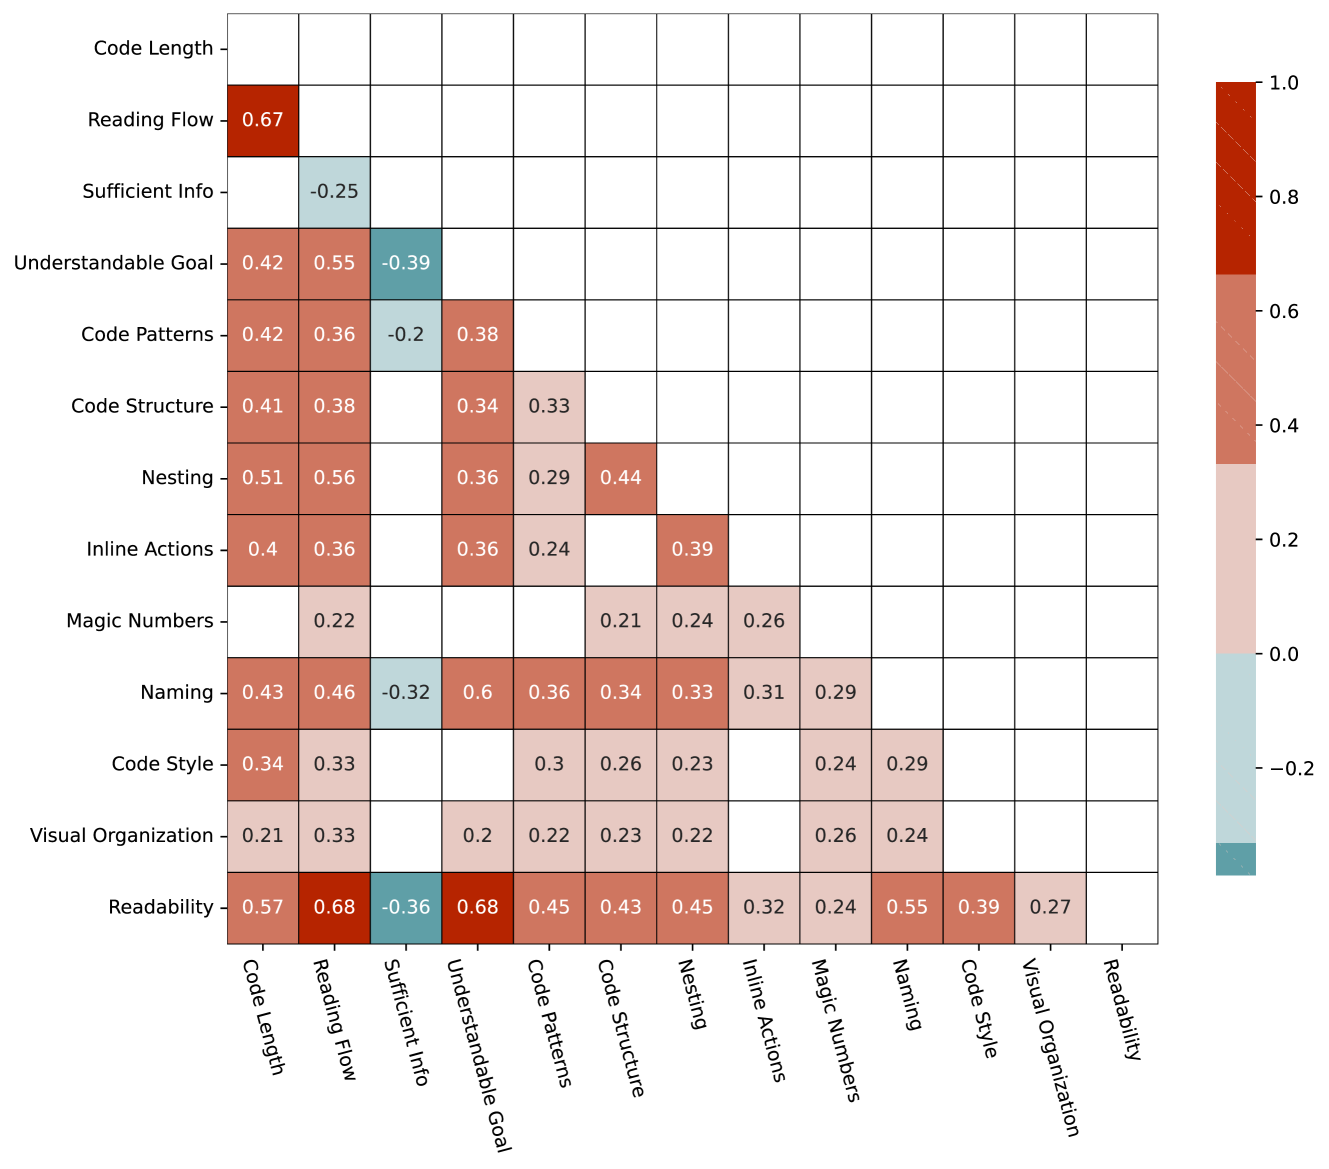 Code Length
Reading Flow 0.67
Sufficient Info -0.25
Understandable Goal 0.42 0.55 -0.39
Code Patterns 0.42 0.36 -0.2 0.38
Code Structure 0.41 0.38 0.34 0.33
Nesting 0.51 0.56 0.36 0.29 0.44
Inline Actions 0.4 0.36 0.36 0.24 0.39
Magic Numbers 0.22 0.21 0.24 0.26
Naming 0.43 0.46 -0.32 0.6 0.36 0.34 0.33 0.31 0.29
Code Style 0.34 0.33 0.3 0.26 0.23 0.24 0.29
Visual Organization 0.21 0.33 0.2 0.22 0.23 0.22 0.26 0.24
Readability 0.57 0.68 -0.36 0.68 0.45 0.43 0.45 0.32 0.24 0.55 0.39 0.27
Code Length
Reading Flow
Sufficient Info
Understandable Goal
Code Patterns
Code Structure
Nesting
Inline Actions
Magic Numbers
Naming
Code Style
Visual Organization
Readability
1.0
0.8
0.6
0.4
0.2
0.0
−0.2